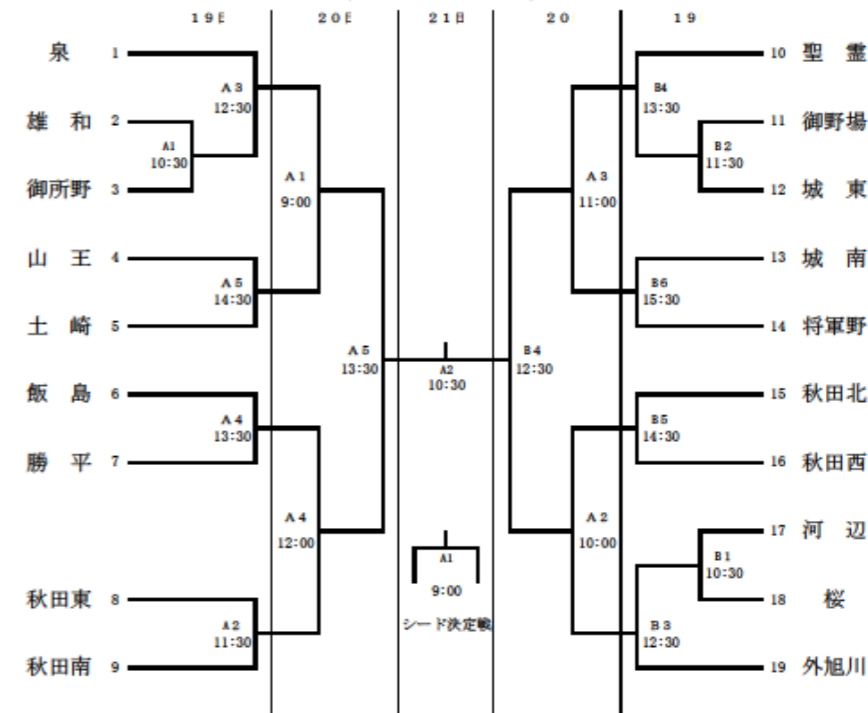 19日 20日 21日 20 19
泉 1
10 聖 霊
A3
12:30
B4
13:30
雄 和 2
11 御野場
A1
10:30
B2
11:30
御所野 3
12 城 東
A1
9:00
A3
11:00
山 王 4
13 城 南
A5
14:30
B6
15:30
土 崎 5
14 将軍野
A5
13:30
A2
10:30
B4
12:30
飯 島 6
15 秋田北
A4
13:30
B5
14:30
勝 平 7
16 秋田西
A4
12:00
A2
10:00
17 河 辺
A1
9:00
B1
10:30
秋田東 8
18 桜
シード決定戦
A2
11:30
B3
12:30
秋田南 9
19 外旭川